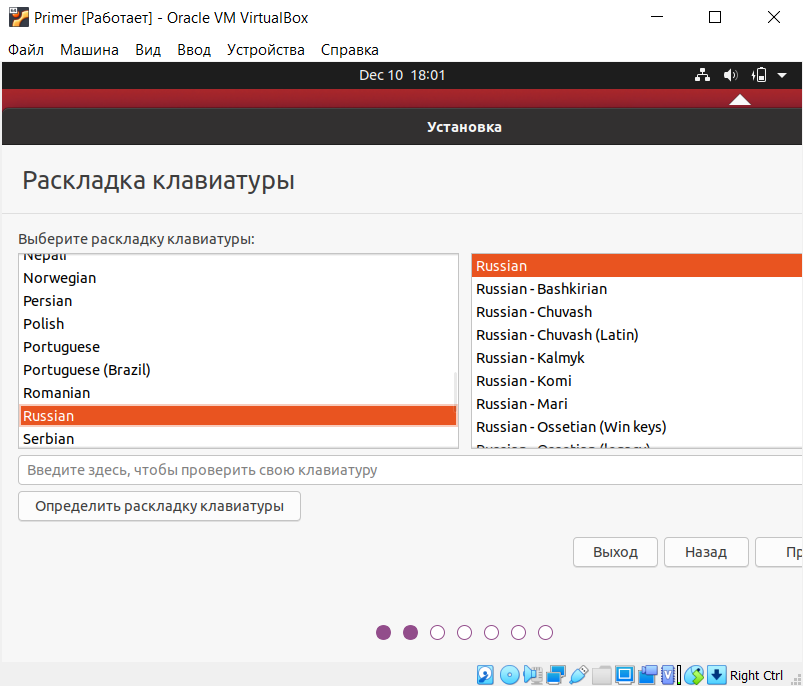 Primer [Работает] - Oracle VM VirtualBox
Файл Машина Вид Ввод Устройства Справка
Dec 10 18:01
Установка
Раскладка клавиатуры
Выберите раскладку клавиатуры:
Nepali
Norwegian
Persian
Polish
Portuguese
Portuguese (Brazil)
Romanian
Russian
Serbian
Russian
Russian - Bashkirian
Russian - Chuvash
Russian - Chuvash (Latin)
Russian - Kalmyk
Russian - Komi
Russian - Mari
Russian - Ossetian (Win keys)
Russian - Ossetian (legacy)
Введите здесь, чтобы проверить свою клавиатуру
Определить раскладку клавиатуры
Выход Назад Пр
Right Ctrl